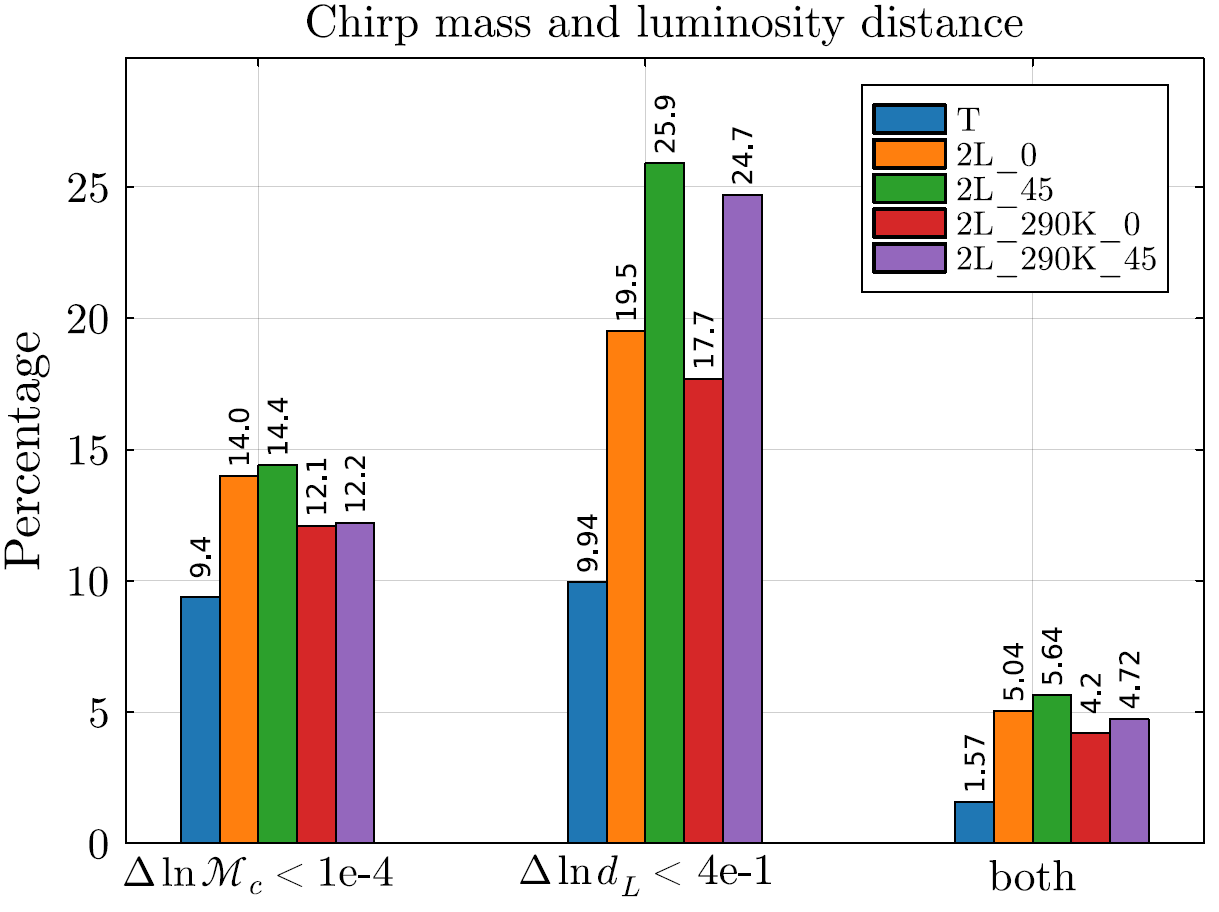 Chirp mass and luminosity distance
Percentage
25
20
15
10
5
0
T
2L_0
2L_45
2L_290K_0
2L_290K_45
9.4
14.0
14.4
12.1
12.2
9.94
19.5
25.9
17.7
24.7
1.57
5.04
5.64
4.2
4.72
Δ ln ℳ_c < 1e-4
Δ ln d_L < 4e-1
both